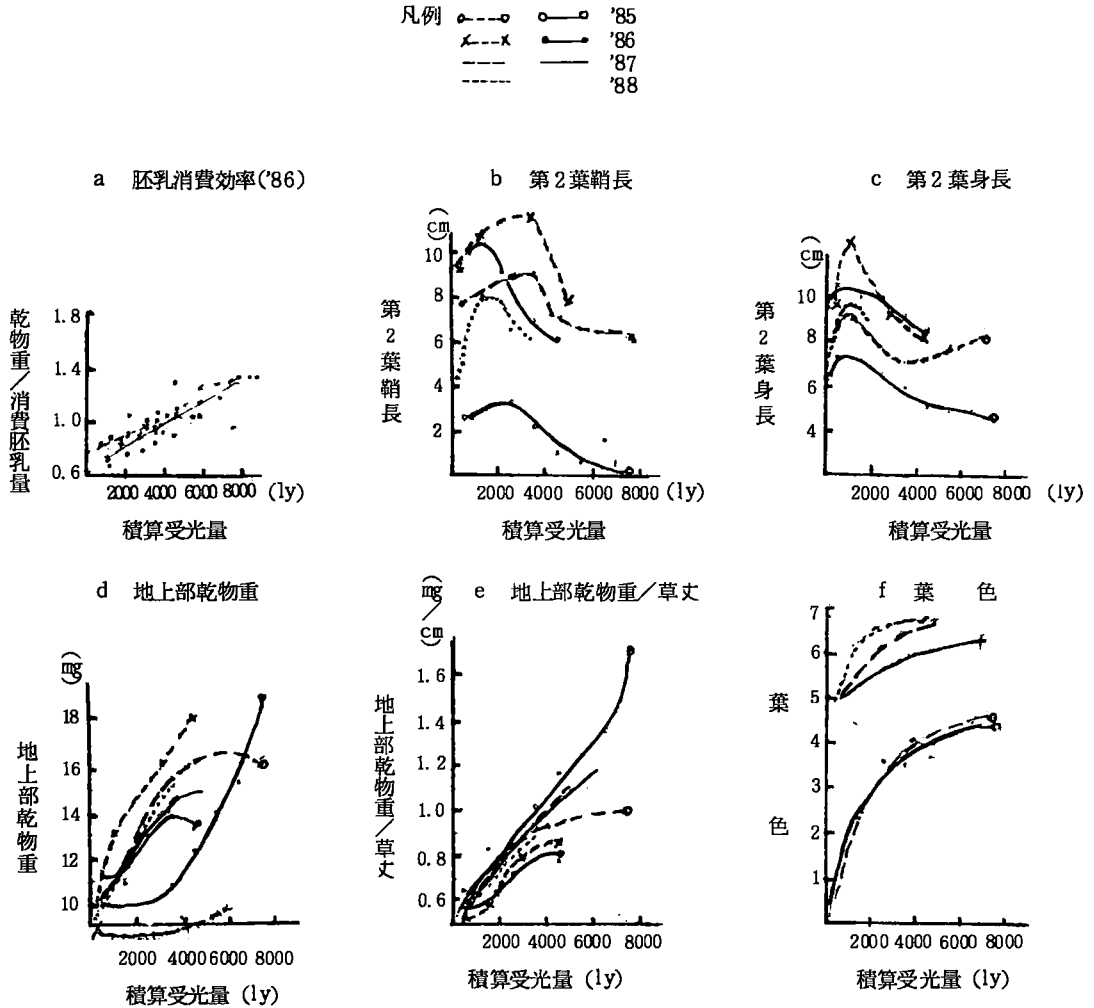 凡例 '85
'86
'87
'88
a 胚乳消費効率('86)
乾物重/消費胚乳量
1.8
1.4
1.0
0.6
2000 4000 6000 8000 (ly)
積算受光量
b 第2葉鞘長
(cm)
第2葉鞘長
10
8
6
4
2
2000 4000 6000 8000 (ly)
積算受光量
c 第2葉身長
(cm)
第2葉身長
10
8
6
4
2000 4000 6000 8000 (ly)
積算受光量
d 地上部乾物重
(mg)
地上部乾物重
18
16
14
12
10
2000 4000 6000 8000
積算受光量 (ly)
e 地上部乾物重/草丈
(mg/cm)
地上部乾物重/草丈
1.6
1.4
1.2
1.0
0.8
0.6
2000 4000 6000 8000
積算受光量 (ly)
f 葉色
葉色
7
6
5
4
3
2
1
2000 4000 6000 8000
積算受光量 (ly)